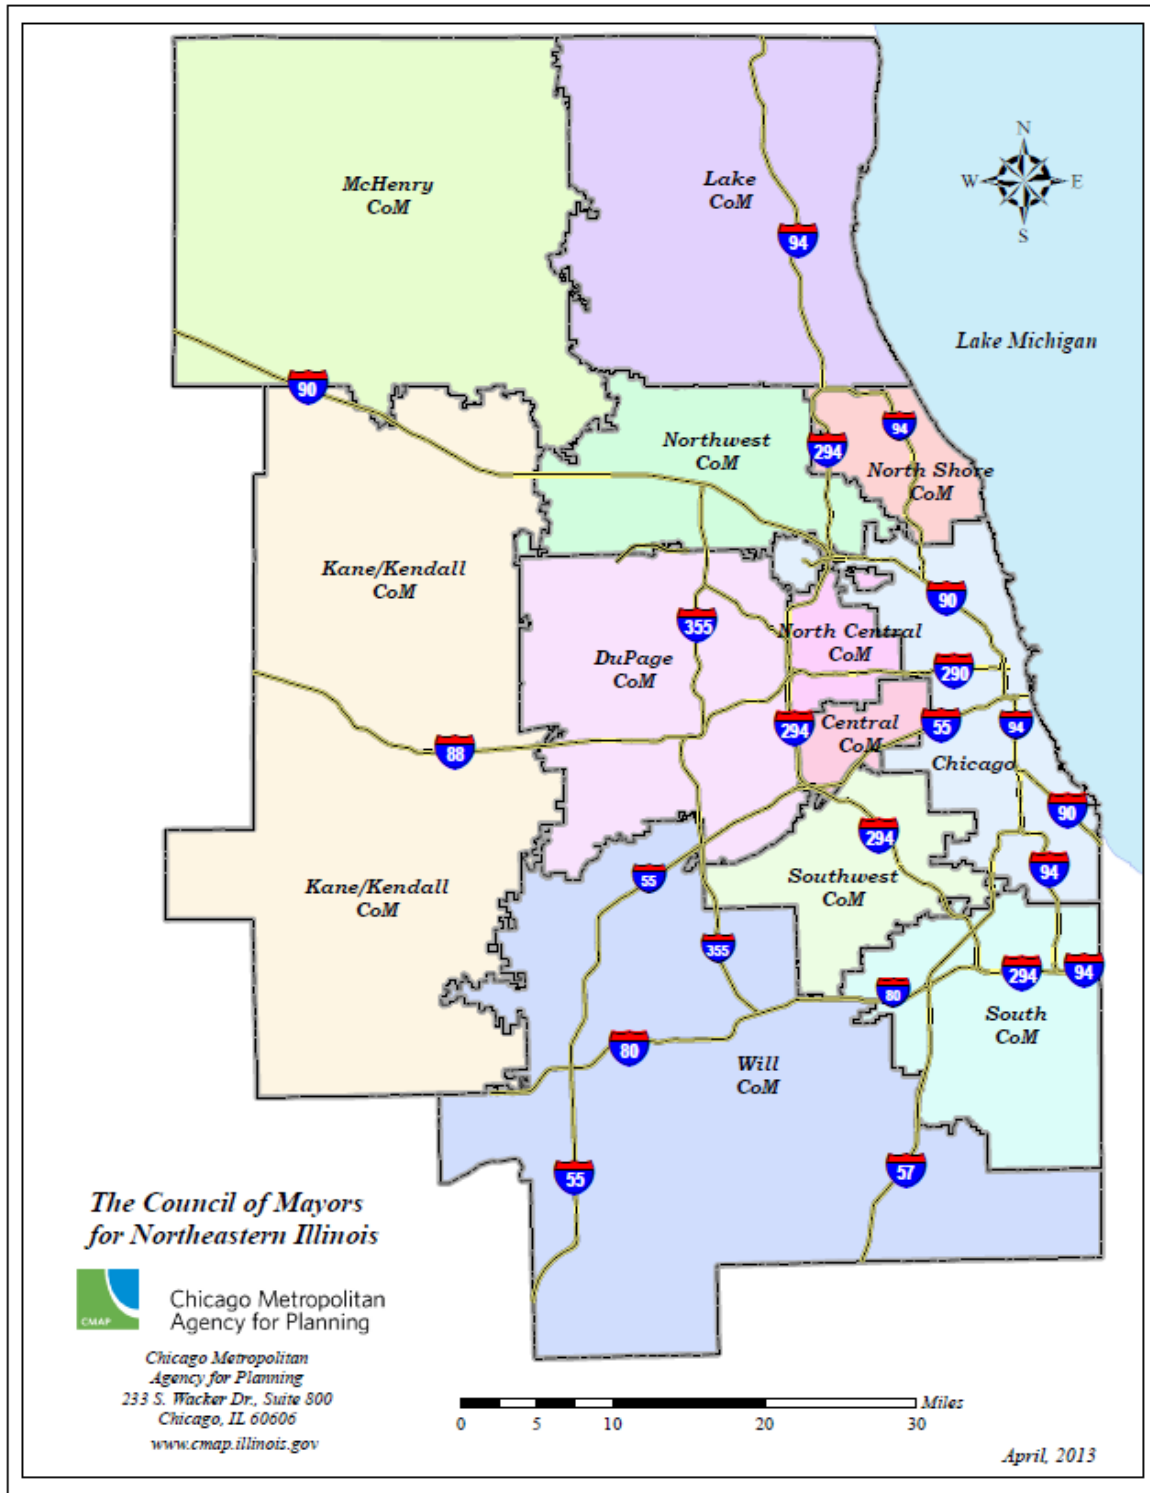 McHenry
CoM
Lake
CoM
N
W
E
S
94
Lake Michigan
90
94
Northwest
CoM
294
North Shore
CoM
Kane/Kendall
CoM
90
355
North Central
CoM
DuPage
CoM
290
294
Central
CoM
55
94
88
Chicago
90
294
55
94
Southwest
CoM
Kane/Kendall
CoM
355
294
94
80
South
CoM
80
Will
CoM
55
57
The Council of Mayors
for Northeastern Illinois
CMAP
Chicago Metropolitan
Agency for Planning
Chicago Metropolitan
Agency for Planning
233 S. Wacker Dr., Suite 800
Chicago, IL 60606
www.cmap.illinois.gov
Miles
0 5 10 20 30
April, 2013